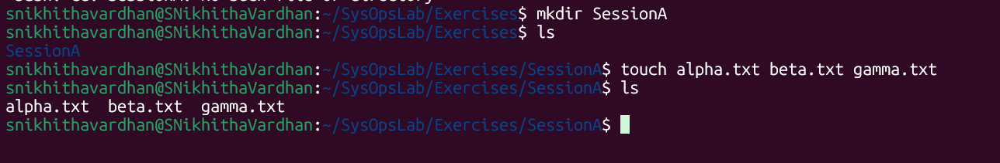 snikhithavardhan@SNikhithaVardhan:~/SysOpsLab/Exercises$ mkdir SessionA
snikhithavardhan@SNikhithaVardhan:~/SysOpsLab/Exercises$ ls
SessionA
snikhithavardhan@SNikhithaVardhan:~/SysOpsLab/Exercises/SessionA$ touch alpha.txt beta.txt gamma.txt
snikhithavardhan@SNikhithaVardhan:~/SysOpsLab/Exercises/SessionA$ ls
alpha.txt  beta.txt  gamma.txt
snikhithavardhan@SNikhithaVardhan:~/SysOpsLab/Exercises/SessionA$